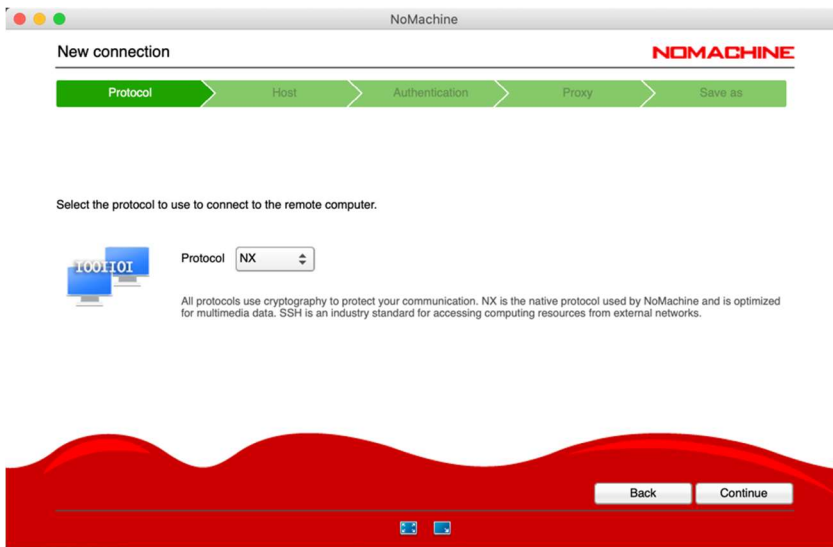 NoMachine
New connection
NOMACHINE
Protocol
Host
Authentication
Proxy
Save as
Select the protocol to use to connect to the remote computer.
I00II0I
Protocol
NX
All protocols use cryptography to protect your communication. NX is the native protocol used by NoMachine and is optimized
for multimedia data. SSH is an industry standard for accessing computing resources from external networks.
Back
Continue